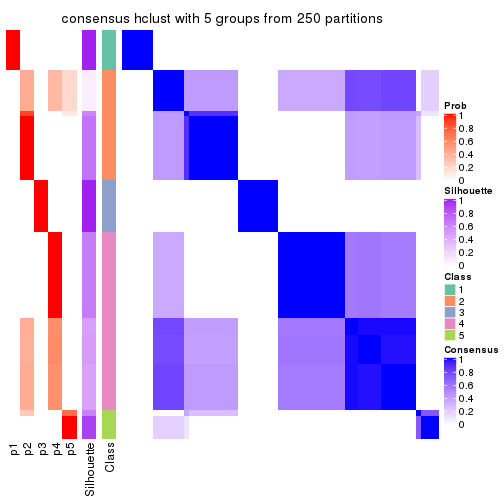 consensus hclust with 5 groups from 250 partitions
Prob
1
0.8
0.6
0.4
0.2
0
Silhouette
1
0.8
0.6
0.4
0.2
0
Class
1
2
3
4
5
Consensus
1
0.8
0.6
0.4
0.2
0
p1
p2
p3
p4
p5
Silhouette
Class